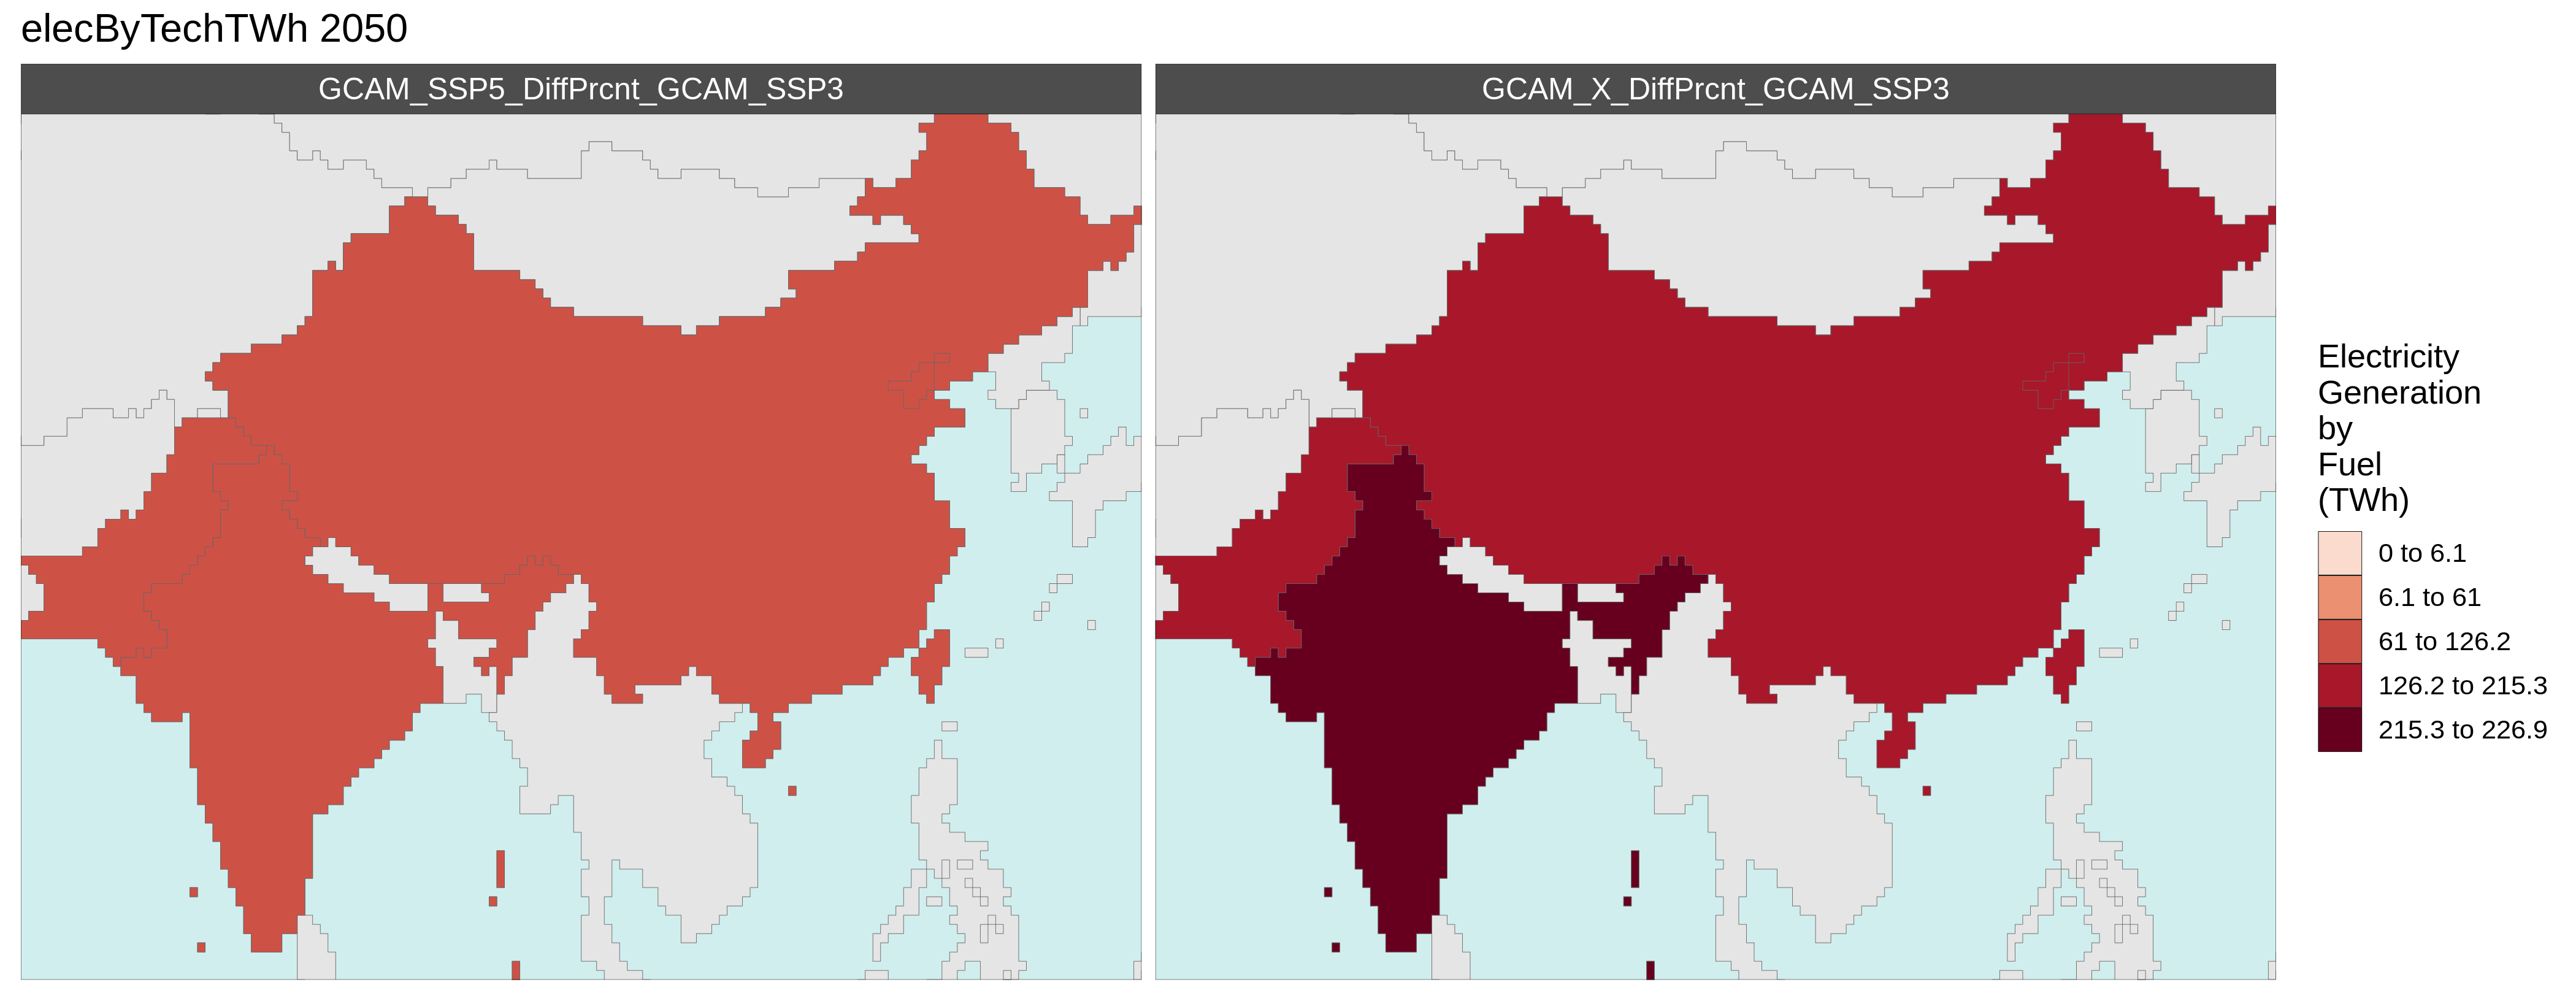 elecByTechTWh 2050
GCAM_SSP5_DiffPrcnt_GCAM_SSP3
GCAM_X_DiffPrcnt_GCAM_SSP3
Electricity
Generation
by
Fuel
(TWh)
0 to 6.1
6.1 to 61
61 to 126.2
126.2 to 215.3
215.3 to 226.9